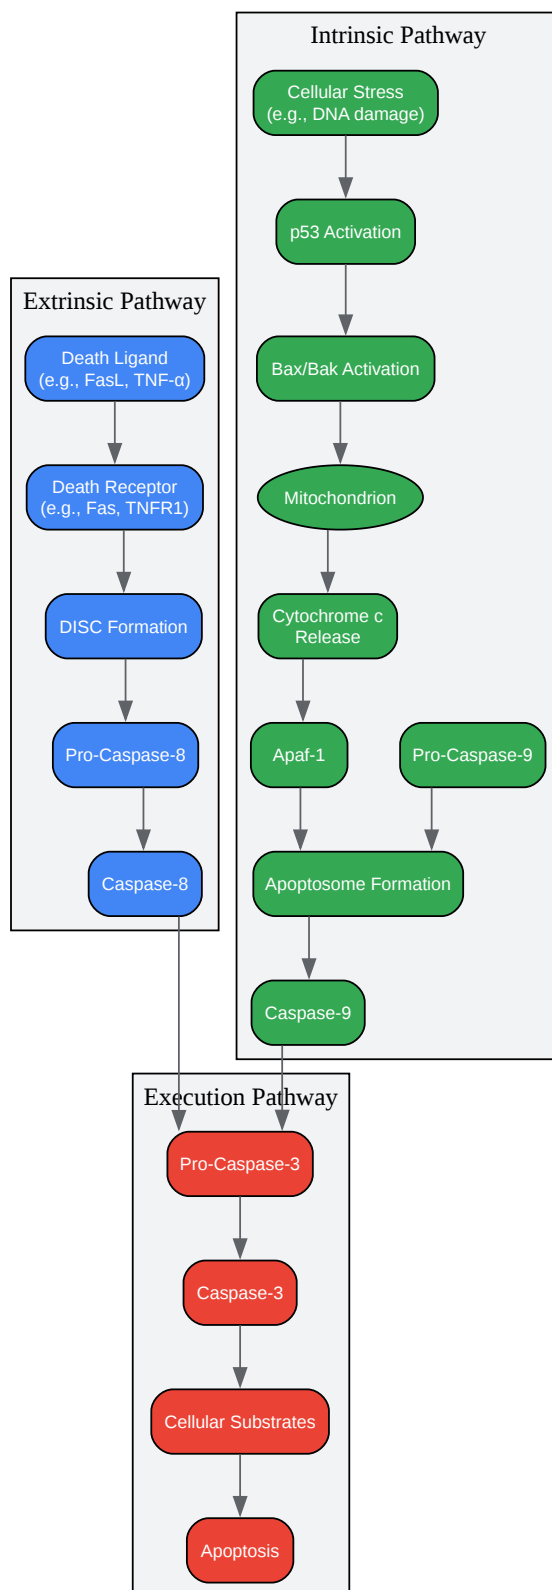 Intrinsic Pathway
Cellular Stress
(e.g., DNA damage)
p53 Activation
Bax/Bak Activation
Mitochondrion
Cytochrome c
Release
Apaf-1
Pro-Caspase-9
Apoptosome Formation
Caspase-9
Extrinsic Pathway
Death Ligand
(e.g., FasL, TNF-α)
Death Receptor
(e.g., Fas, TNFR1)
DISC Formation
Pro-Caspase-8
Caspase-8
Execution Pathway
Pro-Caspase-3
Caspase-3
Cellular Substrates
Apoptosis